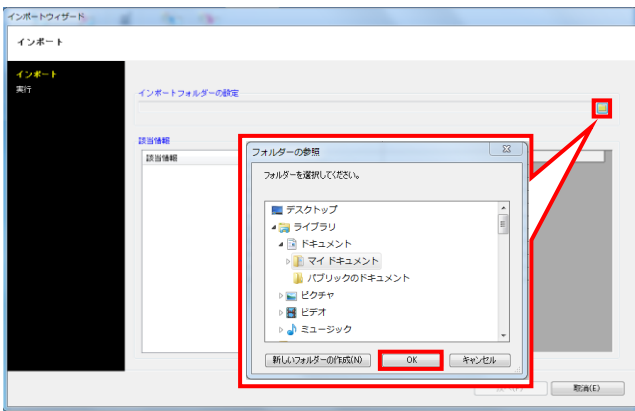 インポートウィザード
インポート
インポート
実行
インポートフォルダーの設定
該当情報
該当情報
フォルダーの参照
フォルダーを選択してください。
デスクトップ
ライブラリ
ドキュメント
マイ ドキュメント
パブリックのドキュメント
ピクチャ
ビデオ
ミュージック
新しいフォルダーの作成(N)
OK
キャンセル
取消(E)